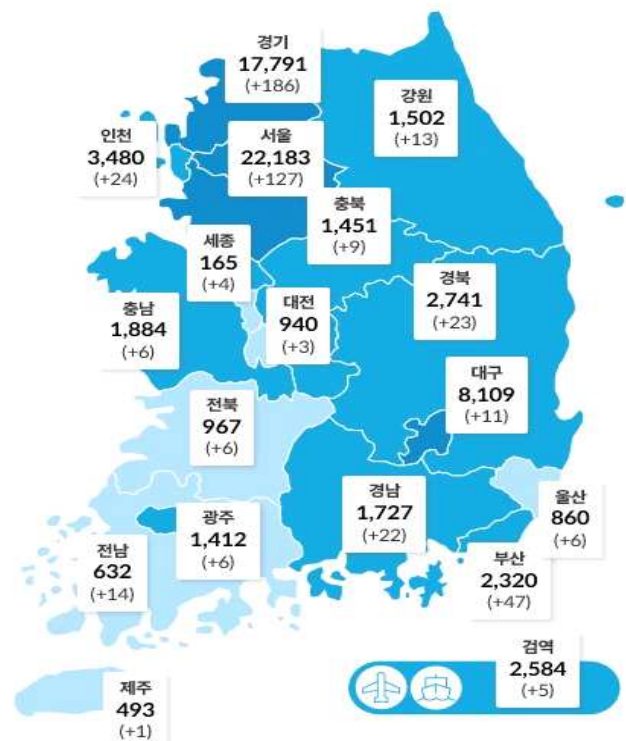 경기
17,791
(+186)
강원
1,502
(+13)
인천
3,480
(+24)
서울
22,183
(+127)
충북
1,451
(+9)
세종
165
(+4)
경북
2,741
(+23)
대전
940
(+3)
충남
1,884
(+6)
대구
8,109
(+11)
전북
967
(+6)
경남
1,727
(+22)
울산
860
(+6)
광주
1,412
(+6)
전남
632
(+14)
부산
2,320
(+47)
검역
2,584
(+5)
제주
493
(+1)